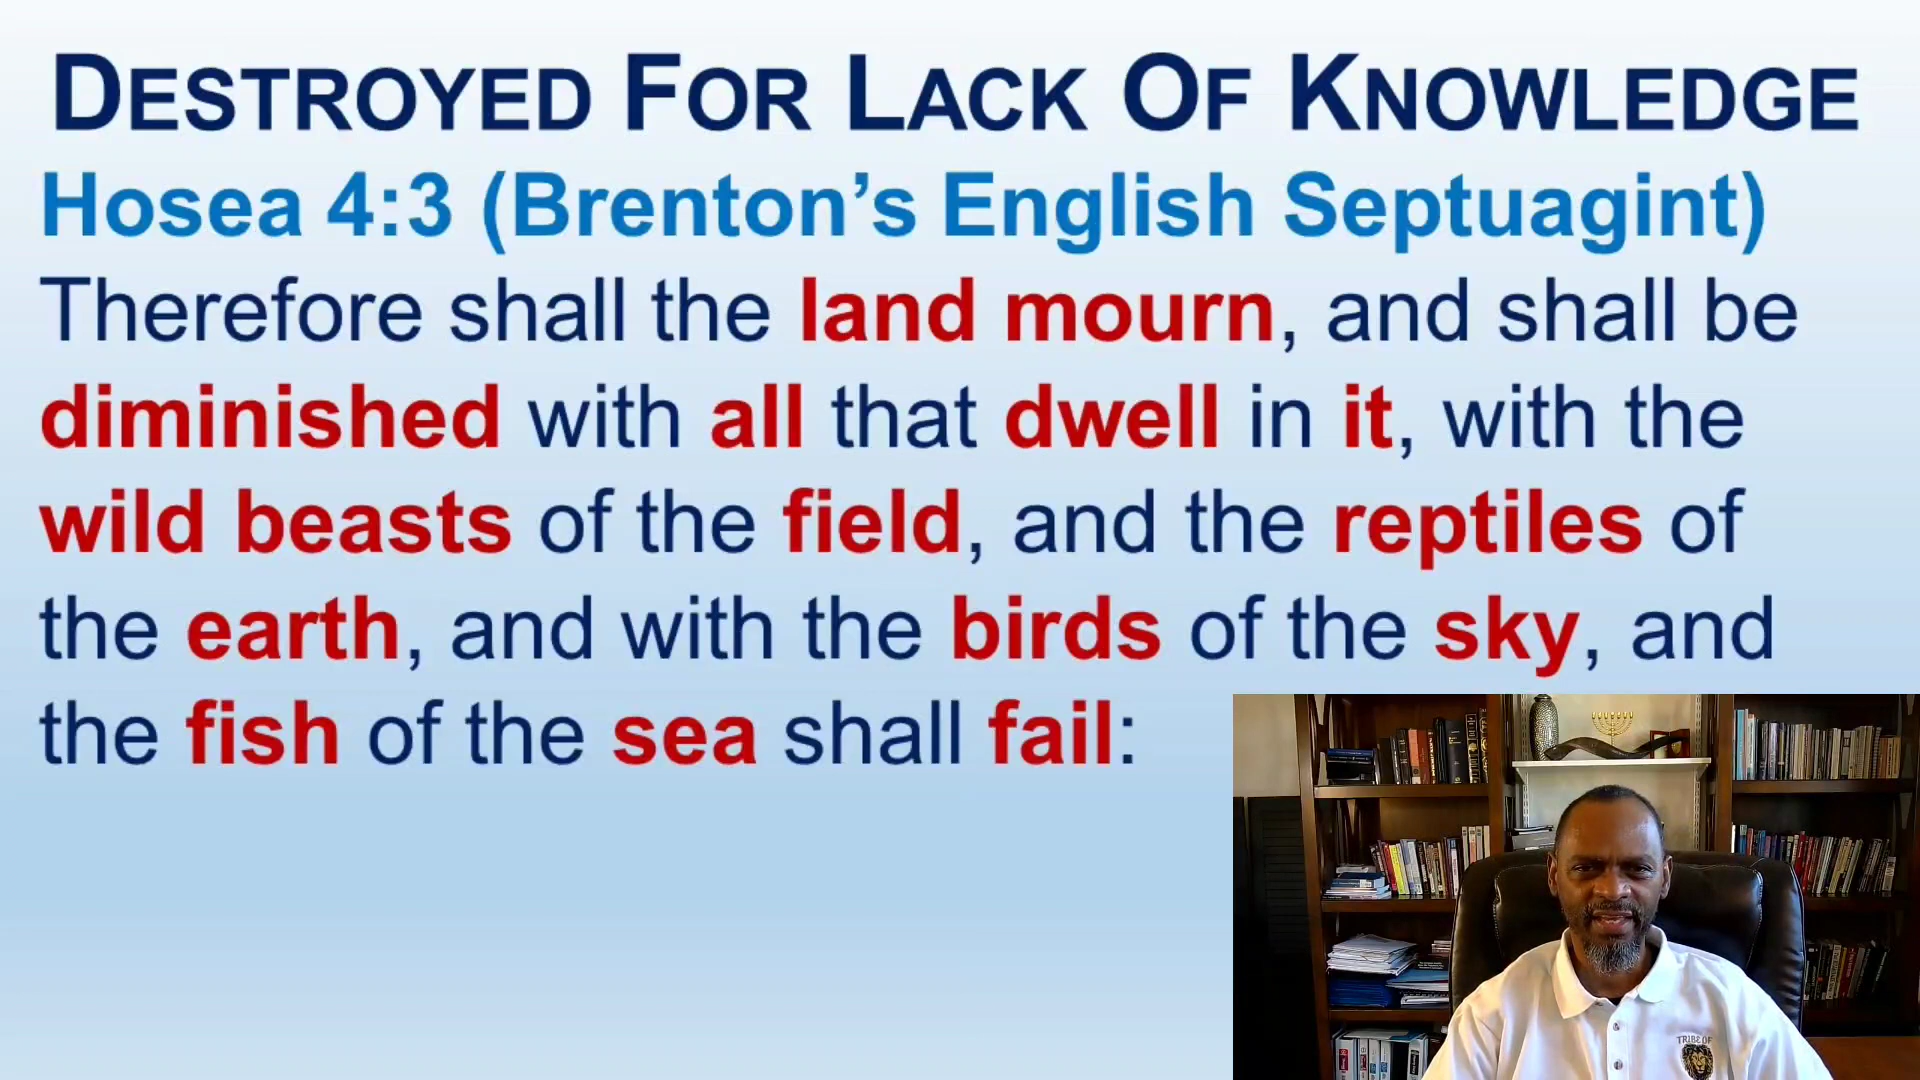 DESTROYED FOR LACK OF KNOWLEDGE
Hosea 4:3 (Brenton’s English Septuagint)
Therefore shall the land mourn, and shall be
diminished with all that dwell in it, with the
wild beasts of the field, and the reptiles of
the earth, and with the birds of the sky, and
the fish of the sea shall fail:
TRIBE OF